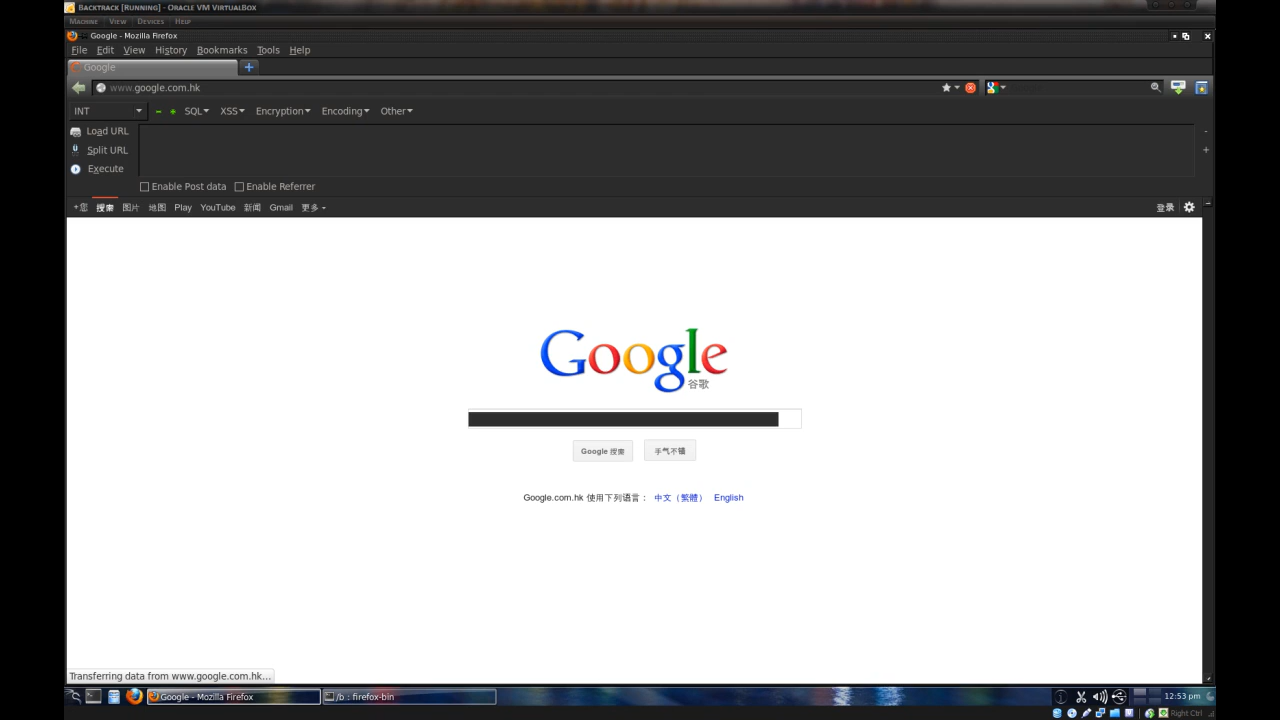 Backtrack [Running] - Oracle VM VirtualBox
Machine View Devices Help
Google - Mozilla Firefox
File Edit View History Bookmarks Tools Help
Google
www.google.com.hk
INT SQL XSS Encryption Encoding Other
Load URL
Split URL
Execute
Enable Post data Enable Referrer
+您 搜索 图片 地图 Play YouTube 新闻 Gmail 更多 登录
Google
谷歌
Google 搜索 手气不错
Google.com.hk 使用下列语言： 中文（繁體） English
Transferring data from www.google.com.hk...
Google - Mozilla Firefox /b : firefox-bin 12:53 pm
Right Ctrl